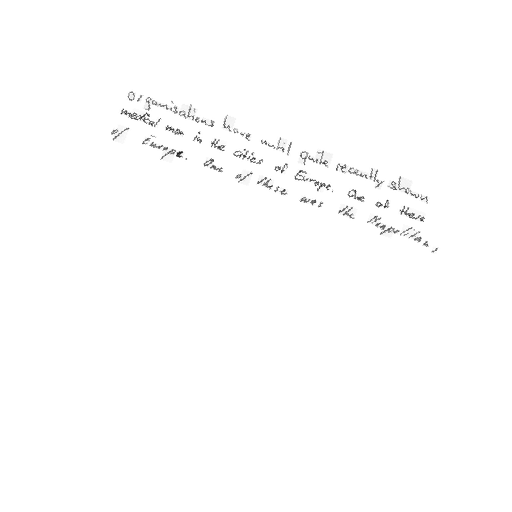 Organisations have until quite recently shown
medical men in the cities of Europe. One of these
of Europe. One of these was the